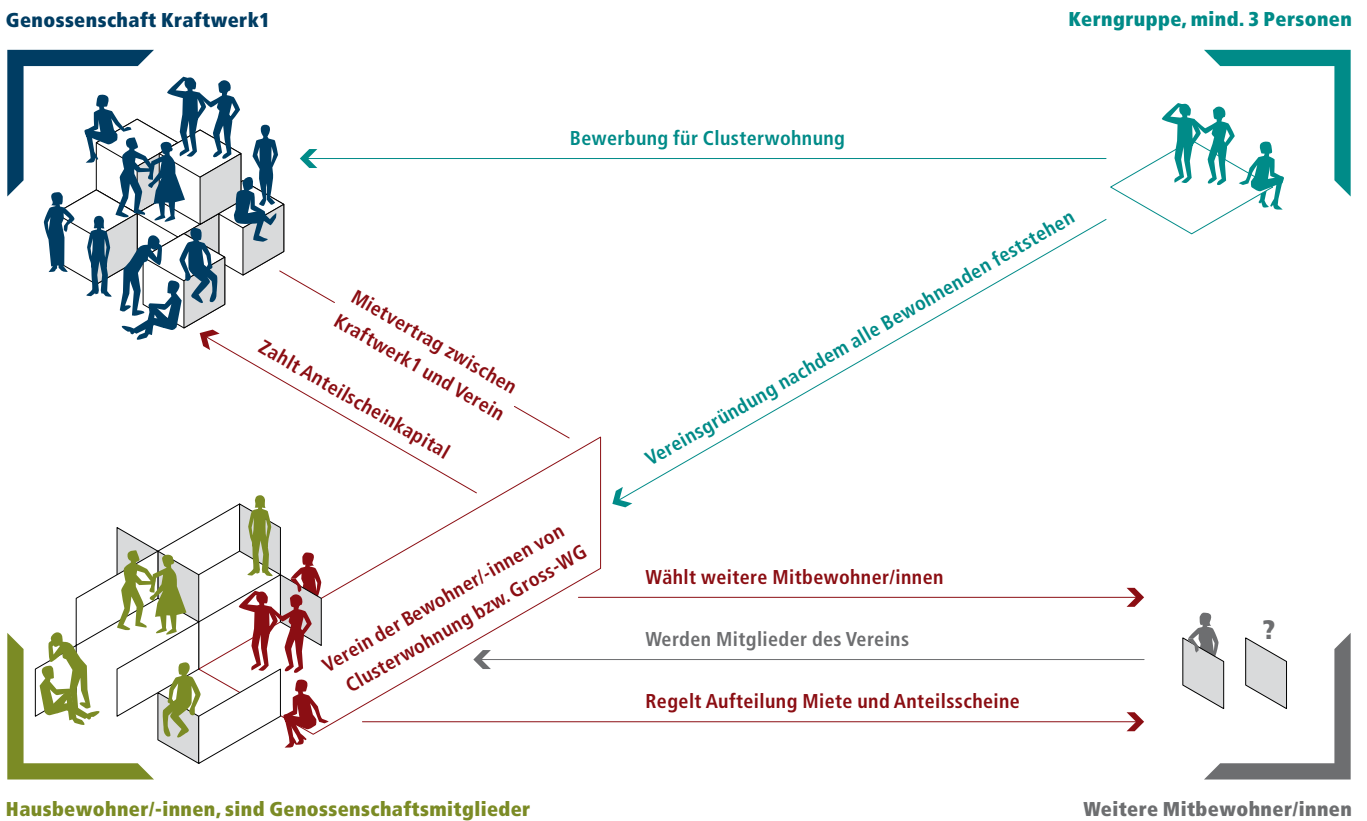 Genossenschaft Kraftwerk1
Kerngruppe, mind. 3 Personen
Bewerbung für Clusterwohnung
Vereinsgründung nachdem alle Bewohnenden feststehen
Mietvertrag zwischen
Kraftwerk1 und Verein
Zahlt Anteilscheinkapital
Verein der Bewohner/-innen von
Clusterwohnung bzw. Gross-WG
Wählt weitere Mitbewohner/innen
Werden Mitglieder des Vereins
?
Regelt Aufteilung Miete und Anteilsscheine
Hausbewohner/-innen, sind Genossenschaftsmitglieder
Weitere Mitbewohner/innen